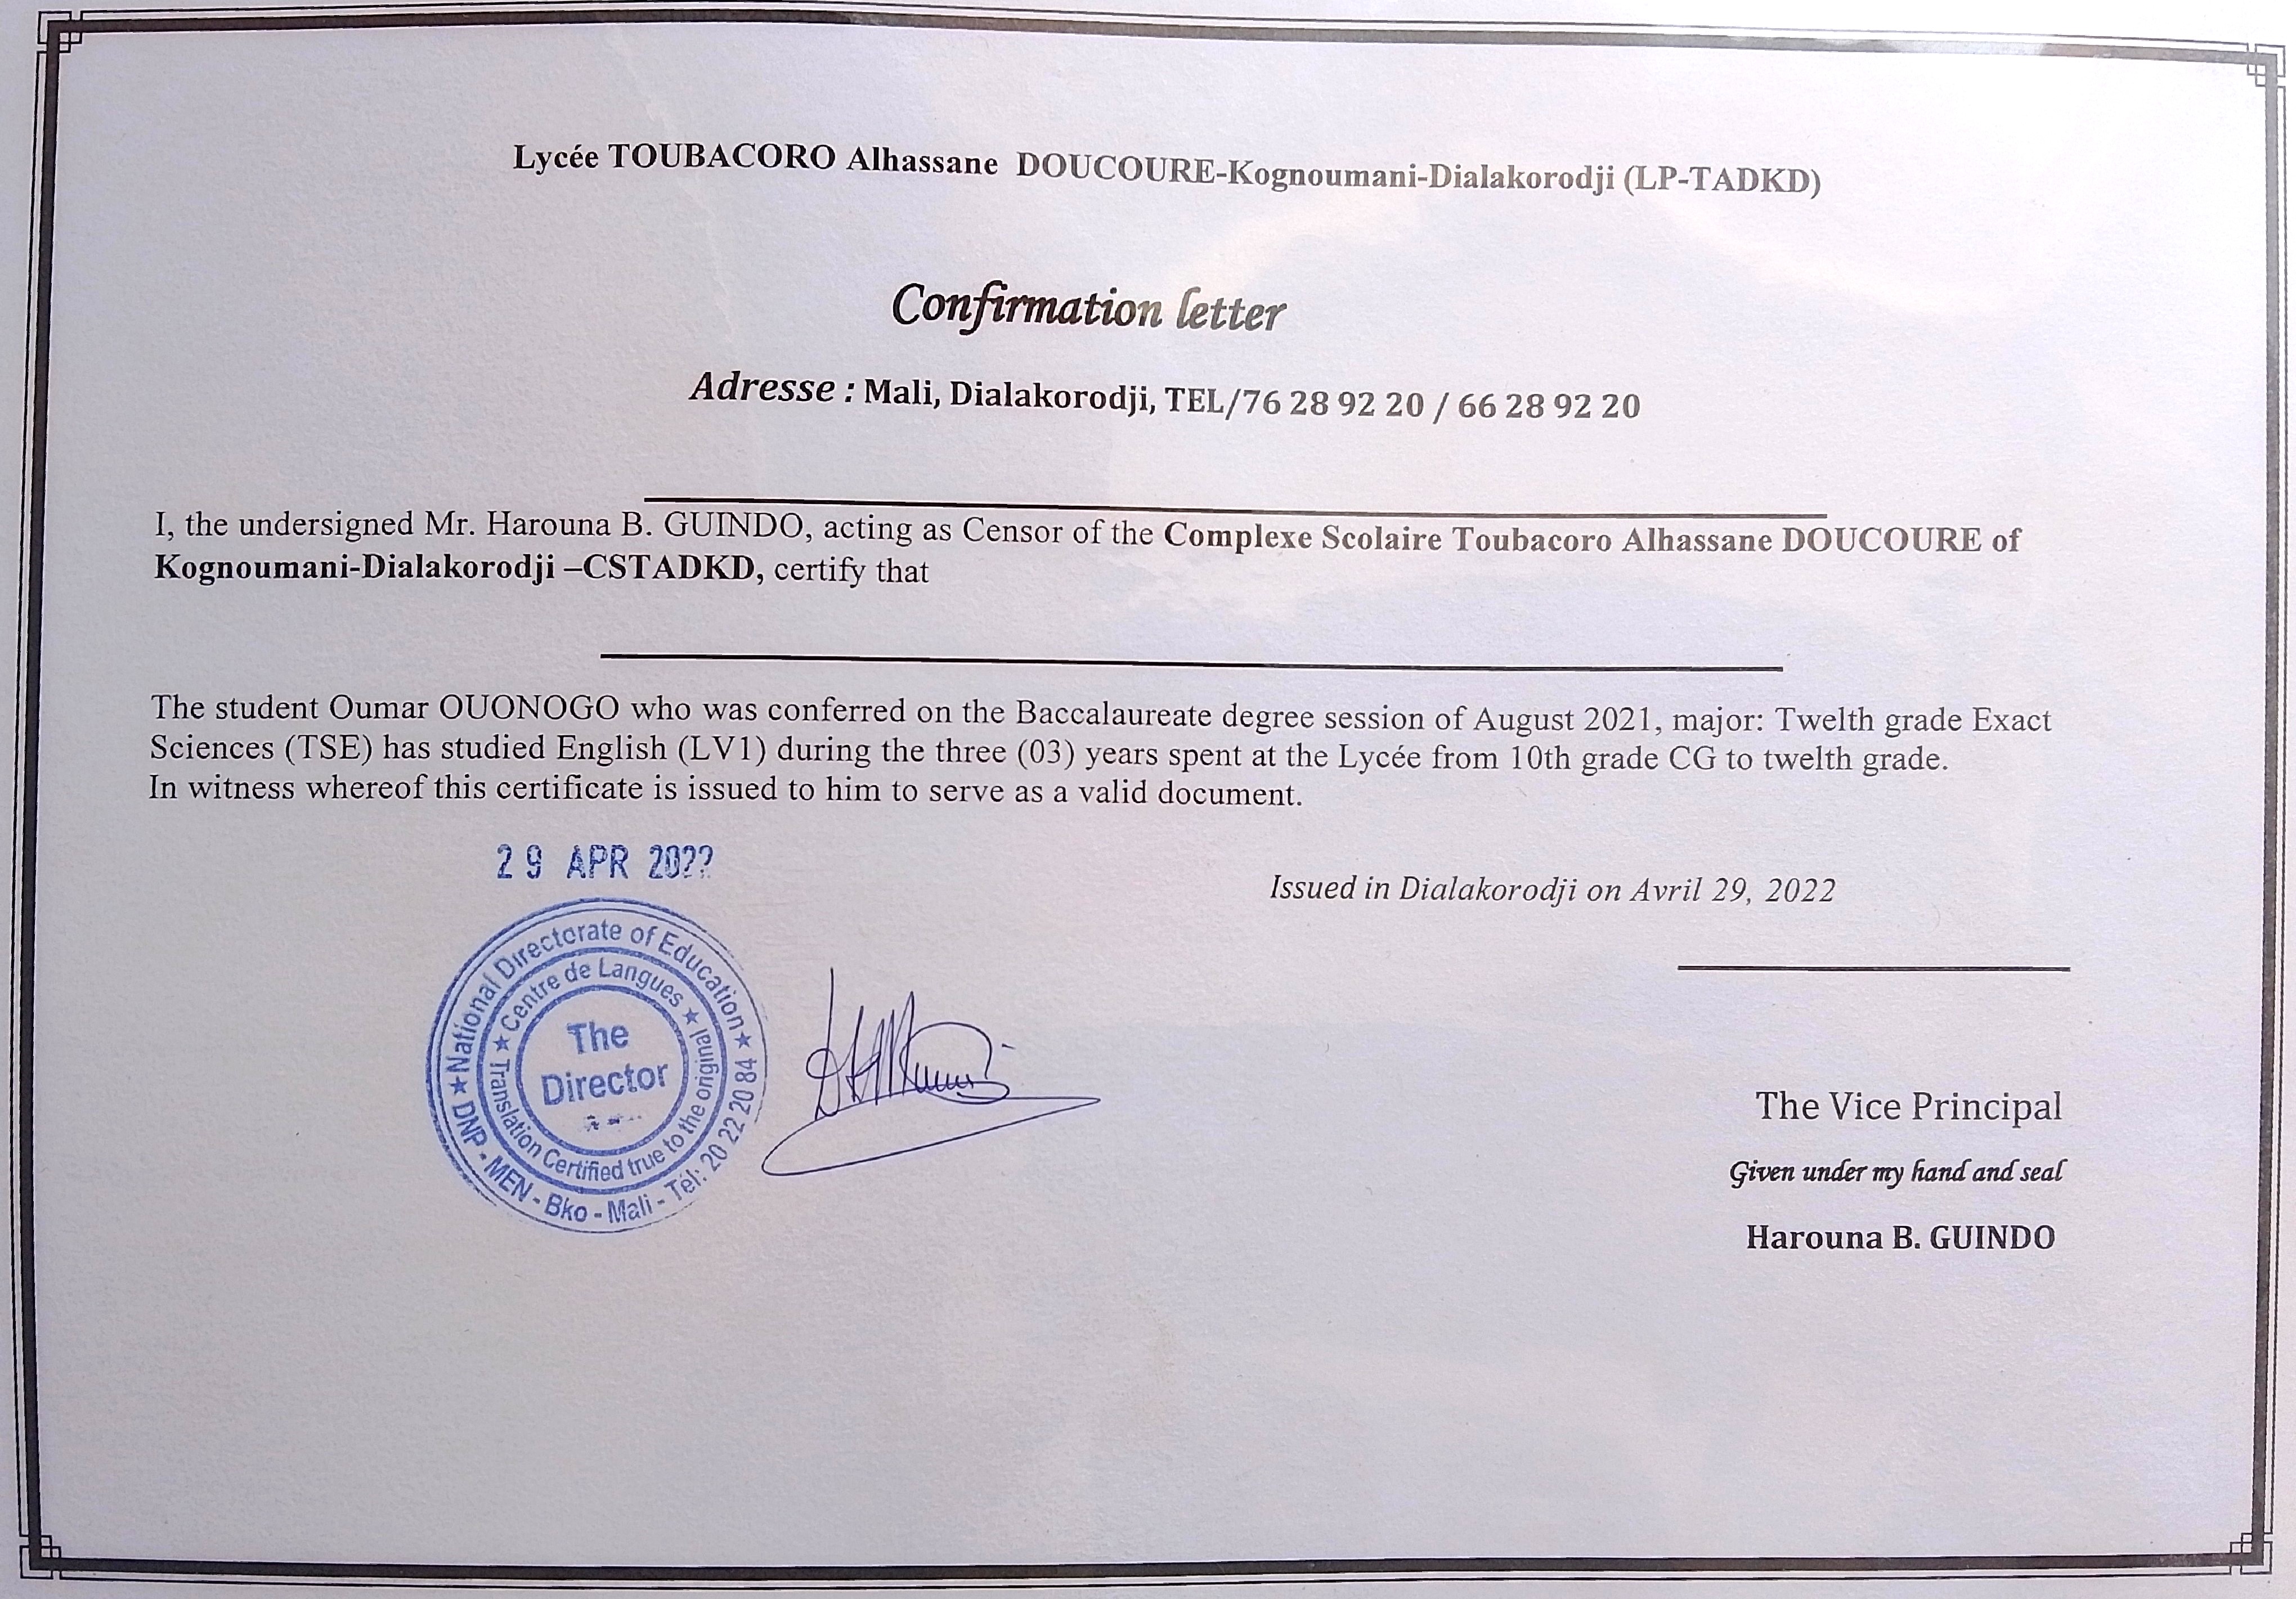 Lycée TOUBACORO Alhassane DOUCOURE-Kognoumani-Dialakorodji (LP-TADKD)
Confirmation letter
Adresse : Mali, Dialakorodji, TEL/76 28 92 20 / 66 28 92 20
I, the undersigned Mr. Harouna B. GUINDO, acting as Censor of the Complexe Scolaire Toubacoro Alhassane DOUCOURE of
Kognoumani-Dialakorodji –CSTADKD, certify that
The student Oumar OUONOGO who was conferred on the Baccalaureate degree session of August 2021, major: Twelth grade Exact
Sciences (TSE) has studied English (LV1) during the three (03) years spent at the Lycée from 10th grade CG to twelth grade.
In witness whereof this certificate is issued to him to serve as a valid document.
29 APR 2022
Issued in Dialakorodji on Avril 29, 2022
★ National Directorate of Education ★
DNP - MEN - Bko - Mali - Tél: 20 22 20 84
★ Centre de Langues ★
Translation Certified true to the original
The
Director
The Vice Principal
Given under my hand and seal
Harouna B. GUINDO